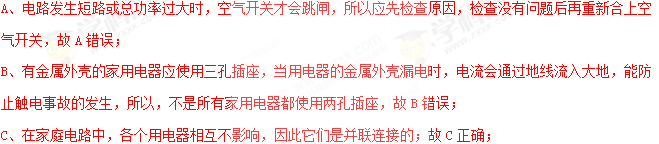 A、电路发生短路或总功率过大时，空气开关才会跳闸，所以应先检查原因，检查没有问题后再重新合上空
气开关，故 A 错误；
B、有金属外壳的家用电器应使用三孔插座，当用电器的金属外壳漏电时，电流会通过地线流入大地，能防
止触电事故的发生，所以，不是所有家用电器都使用两孔插座，故 B 错误；
C、在家庭电路中，各个用电器相互不影响，因此它们是并联连接的；故 C 正确；